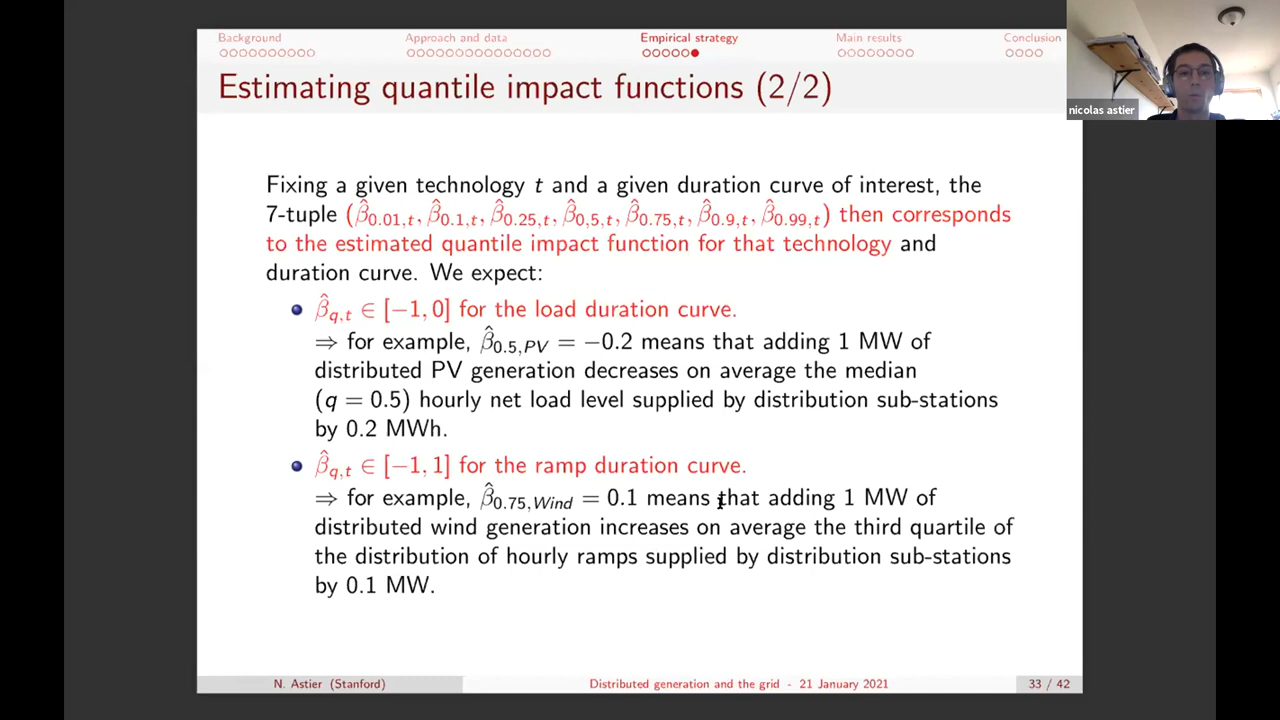 Background Approach and data Empirical strategy Main results Conclusion
Estimating quantile impact functions (2/2)
nicolas astier
Fixing a given technology t and a given duration curve of interest, the
7-tuple (β̂0.01,t, β̂0.1,t, β̂0.25,t, β̂0,5,t, β̂0.75,t, β̂0.9,t, β̂0.99,t) then corresponds
to the estimated quantile impact function for that technology and
duration curve. We expect:
β̂q,t ∈ [−1, 0] for the load duration curve.
⇒ for example, β̂0.5,PV = −0.2 means that adding 1 MW of
distributed PV generation decreases on average the median
(q = 0.5) hourly net load level supplied by distribution sub-stations
by 0.2 MWh.
β̂q,t ∈ [−1, 1] for the ramp duration curve.
⇒ for example, β̂0.75,Wind = 0.1 means that adding 1 MW of
distributed wind generation increases on average the third quartile of
the distribution of hourly ramps supplied by distribution sub-stations
by 0.1 MW.
N. Astier (Stanford) Distributed generation and the grid - 21 January 2021 33 / 42